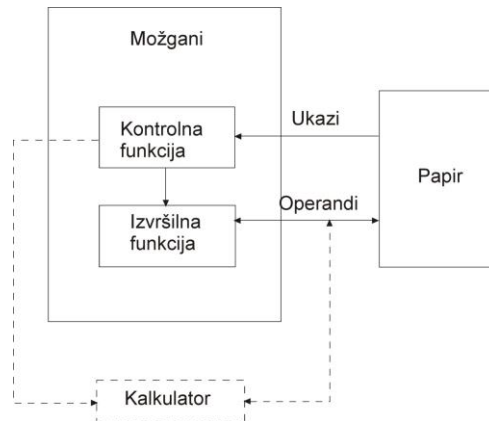 Možgani
Kontrolna
funkcija
Ukazi
Papir
Izvršilna
funkcija
Operandi
Kalkulator